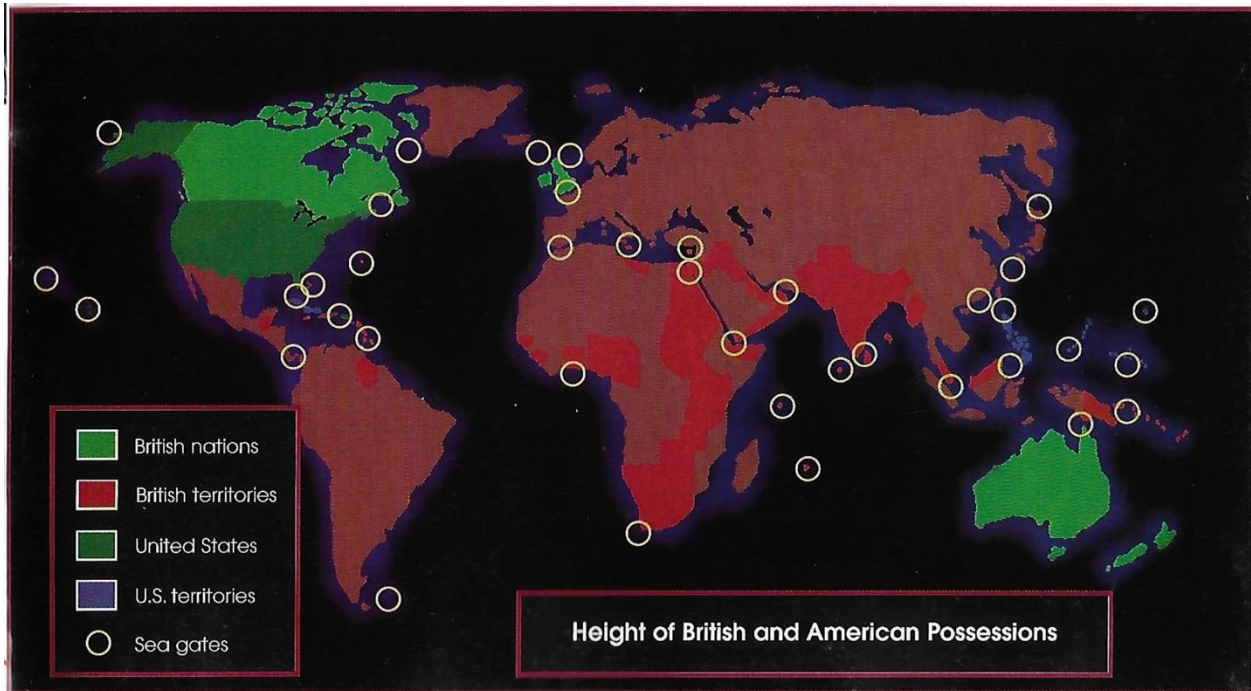 British nations
British territories
United States
U.S. territories
Sea gates
Height of British and American Possessions